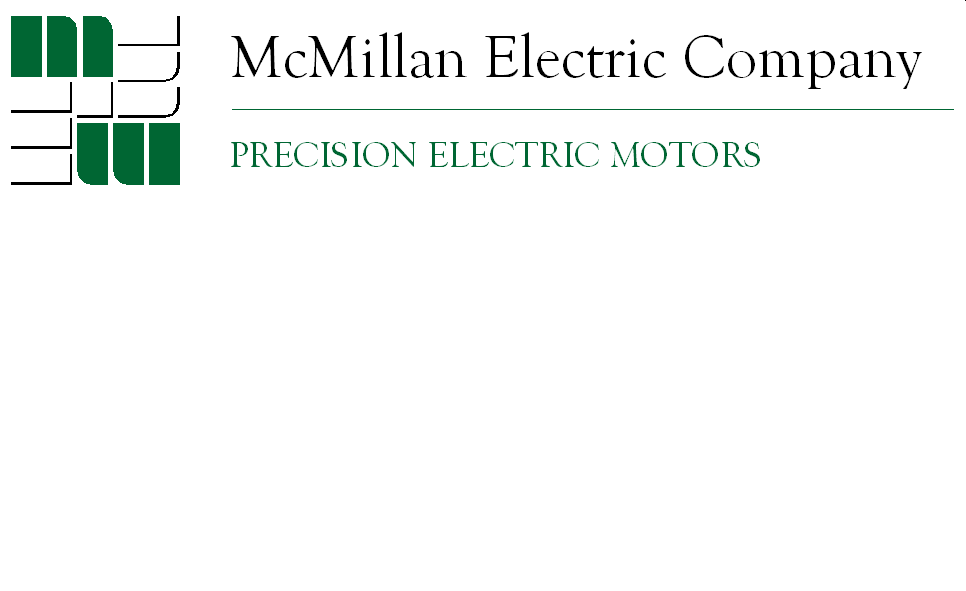 McMillan Electric Company
PRECISION ELECTRIC MOTORS